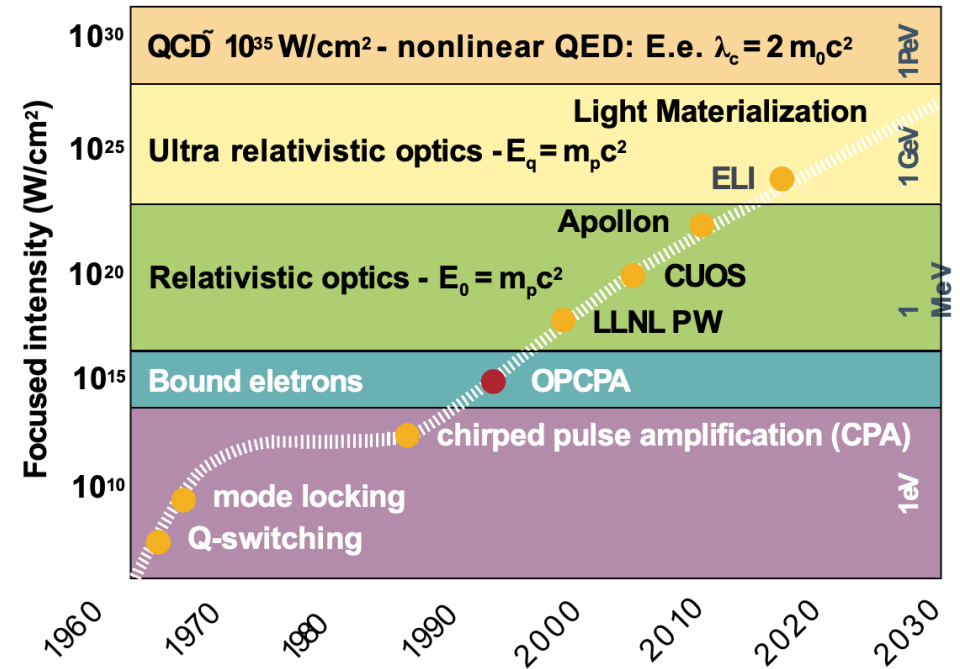 Focused intensity (W/cm²)
10³⁰
10²⁵
10²⁰
10¹⁵
10¹⁰
QCD˜ 10³⁵ W/cm² - nonlinear QED: E.e. λc = 2 m₀c²
1PeV
Light Materialization
Ultra relativistic optics - Eq = mpc²
1 GeV
ELI
Apollon
Relativistic optics - E₀ = mpc²
CUOS
1 MeV
LLNL PW
Bound eletrons
OPCPA
chirped pulse amplification (CPA)
mode locking
1eV
Q-switching
1960 1970 1980 1990 2000 2010 2020 2030